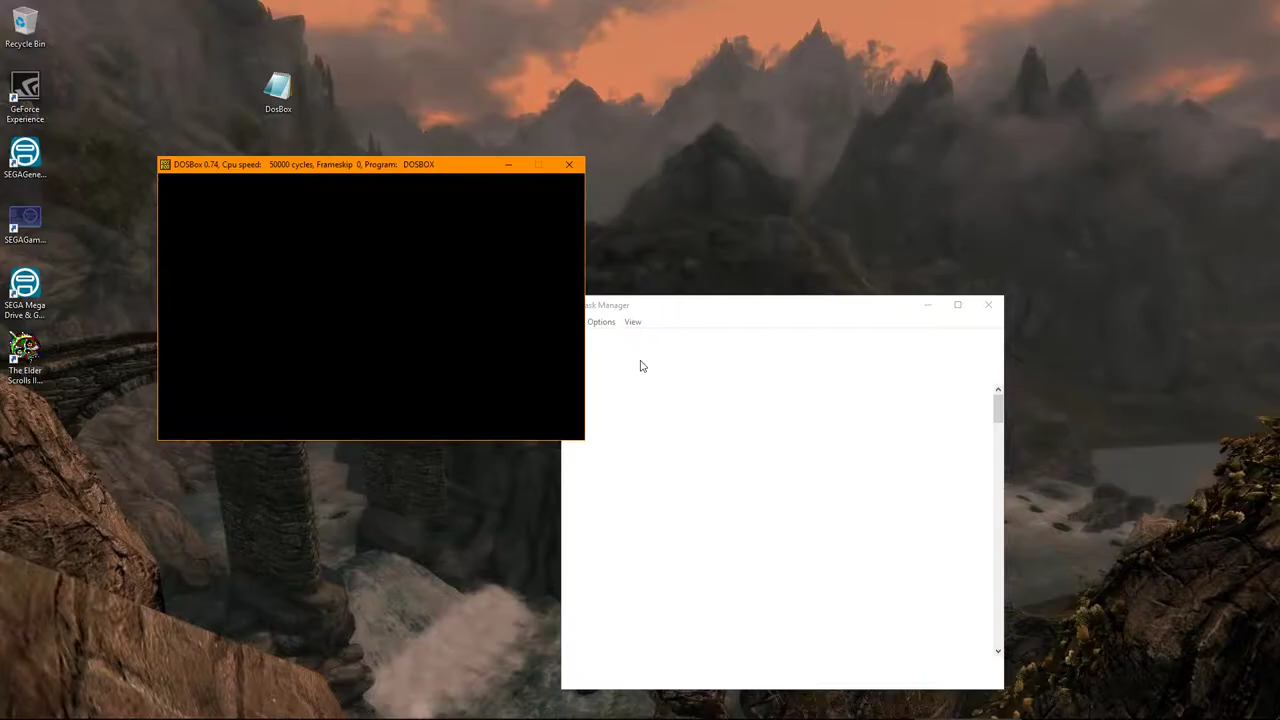 Recycle Bin
GeForce
Experience
SEGAGene...
SEGAGam...
SEGA Mega
Drive & G...
The Elder
Scrolls II...
DosBox
DOSBox 0.74, Cpu speed: 50000 cycles, Frameskip 0, Program: DOSBOX
ask Manager
Options View